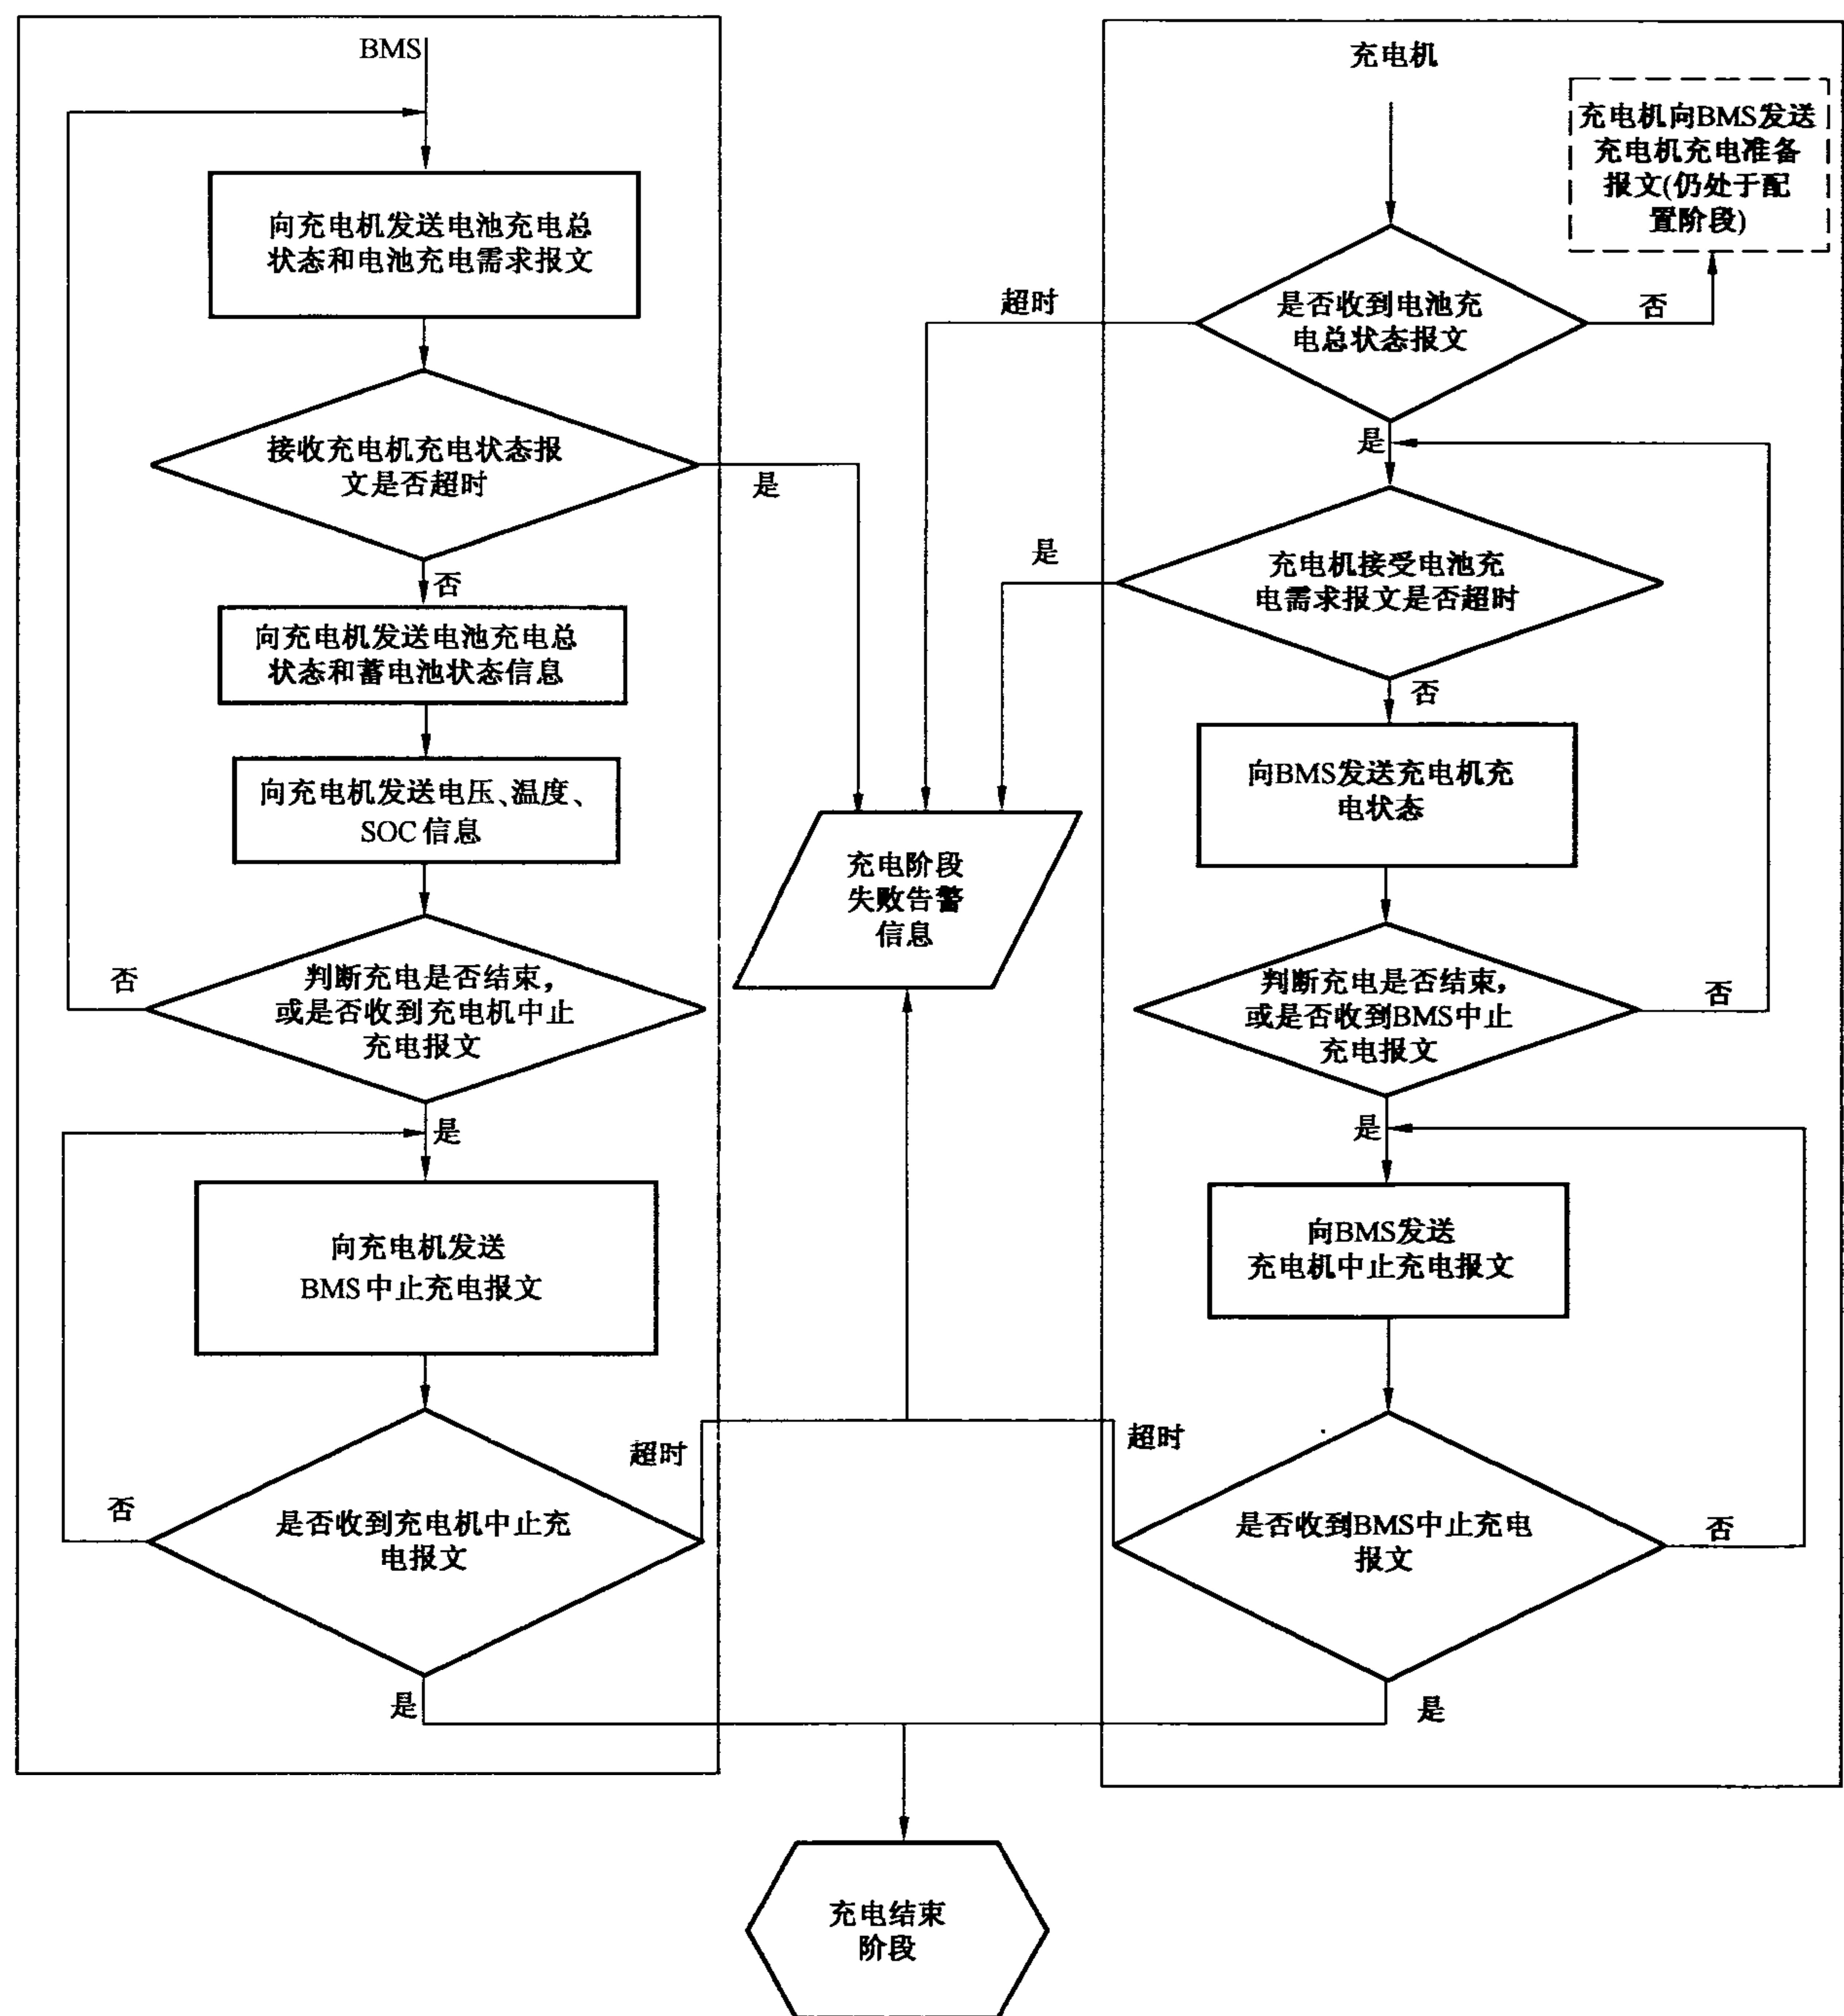 BMS
向充电机发送电池充电总
状态和电池充电需求报文
接收充电机充电状态报
文是否超时
是
否
向充电机发送电池充电总
状态和蓄电池状态信息
向充电机发送电压、温度、
SOC信息
判断充电是否结束，
或是否收到充电机中止
充电报文
否
是
向充电机发送
BMS中止充电报文
是否收到充电机中止充
电报文
超时
否
是
充电阶段
失败告警
信息
充电机
充电机向BMS发送
充电机充电准备
报文(仍处于配
置阶段)
是否收到电池充
电总状态报文
超时
否
是
充电机接受电池充
电需求报文是否超时
是
否
向BMS发送充电机充
电状态
判断充电是否结束，
或是否收到BMS中止
充电报文
否
是
向BMS发送
充电机中止充电报文
超时
是否收到BMS中止充电
报文
否
是
充电结束
阶段